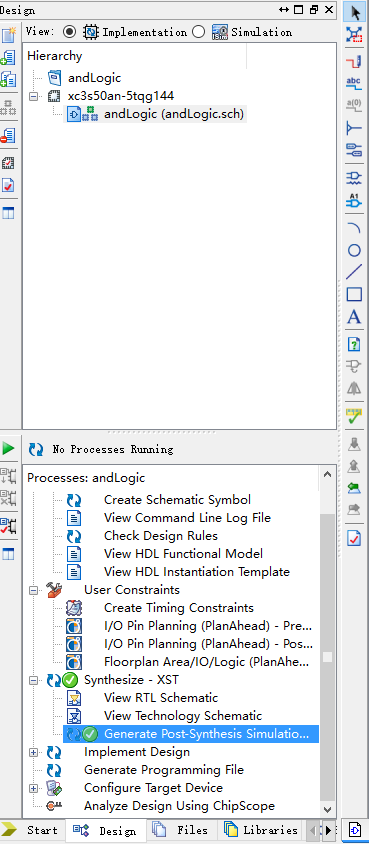 Design
View: Implementation Simulation
Hierarchy
andLogic
xc3s50an-5tqg144
andLogic (andLogic.sch)
abc
a(0)
A1
A
No Processes Running
Processes: andLogic
Create Schematic Symbol
View Command Line Log File
Check Design Rules
View HDL Functional Model
View HDL Instantiation Template
User Constraints
Create Timing Constraints
I/O Pin Planning (PlanAhead) - Pre...
I/O Pin Planning (PlanAhead) - Pos...
Floorplan Area/IO/Logic (PlanAhe...
Synthesize - XST
View RTL Schematic
View Technology Schematic
Generate Post-Synthesis Simulatio...
Implement Design
Generate Programming File
Configure Target Device
Analyze Design Using ChipScope
Start Design Files Libraries